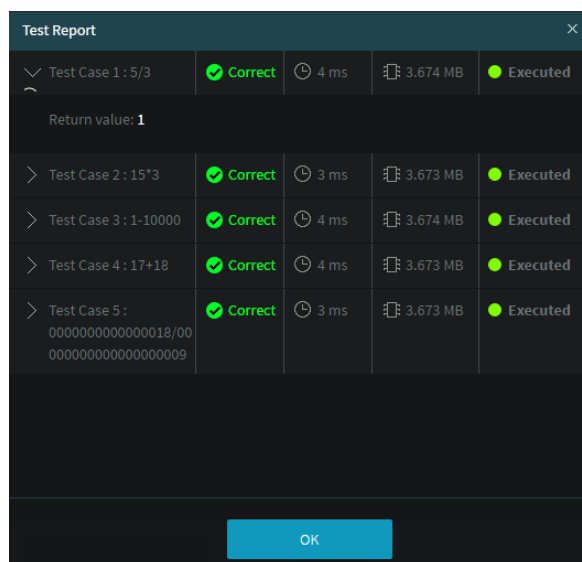 Test Report
Test Case 1 : 5/3 Correct 4 ms 3.674 MB Executed
Return value: 1
Test Case 2 : 15*3 Correct 3 ms 3.673 MB Executed
Test Case 3 : 1-10000 Correct 4 ms 3.674 MB Executed
Test Case 4 : 17+18 Correct 4 ms 3.673 MB Executed
Test Case 5 : Correct 3 ms 3.673 MB Executed
0000000000000018/00
000000000000000009
OK